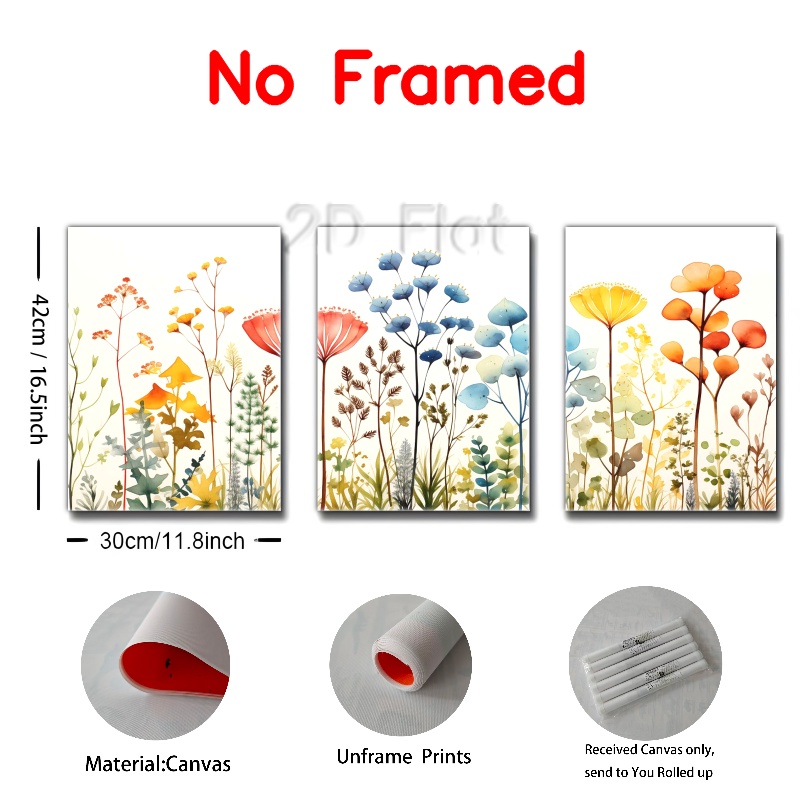 No Framed
2D Flat
42cm / 16.5inch
30cm/11.8inch
Material:Canvas
Unframe Prints
Received Canvas only,
send to You Rolled up